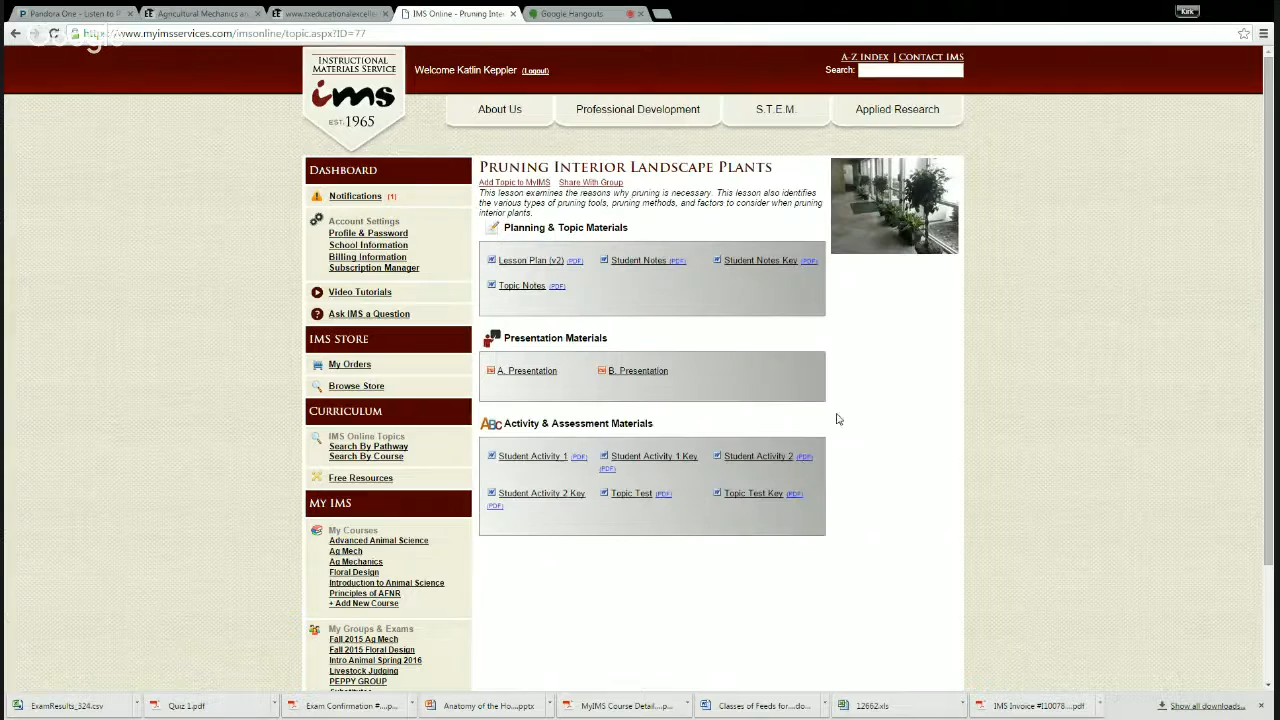 Pandora One - Listen to
Agricultural Mechanics an
www.txeducationalexcelle
IMS Online - Pruning Inte
Google Hangouts
Kirk
https://www.myimsservices.com/imsonline/topic.aspx?ID=77
Google
Instructional
Materials Service
ims
EST. 1965
Welcome Katlin Keppler (Logout)
A-Z Index | Contact IMS
Search:
About Us
Professional Development
S.T.E.M.
Applied Research
Dashboard
Notifications (1)
Account Settings
Profile & Password
School Information
Billing Information
Subscription Manager
Video Tutorials
Ask IMS a Question
IMS Store
My Orders
Browse Store
Curriculum
IMS Online Topics
Search By Pathway
Search By Course
Free Resources
My IMS
My Courses
Advanced Animal Science
Ag Mech
Ag Mechanics
Floral Design
Introduction to Animal Science
Principles of AFNR
+ Add New Course
My Groups & Exams
Fall 2015 Ag Mech
Fall 2015 Floral Design
Intro Animal Spring 2016
Livestock Judging
PEPPY GROUP
Pruning Interior Landscape Plants
Add Topic to MyIMS Share With Group
This lesson examines the reasons why pruning is necessary. This lesson also identifies
the various types of pruning tools, pruning methods, and factors to consider when pruning
interior plants.
Planning & Topic Materials
Lesson Plan (v2) (PDF) Student Notes (PDF) Student Notes Key (PDF)
Topic Notes (PDF)
Presentation Materials
A. Presentation B. Presentation
ABC Activity & Assessment Materials
Student Activity 1 (PDF) Student Activity 1 Key (PDF) Student Activity 2 (PDF)
Student Activity 2 Key (PDF) Topic Test (PDF) Topic Test Key (PDF)
ExamResults_324.csv
Quiz 1.pdf
Exam Confirmation #....p...
Anatomy of the Ho....pptx
MyIMS Course Detail....p...
Classes of Feeds for....do...
12662.xls
IMS Invoice #I10078...pdf
Show all downloads...